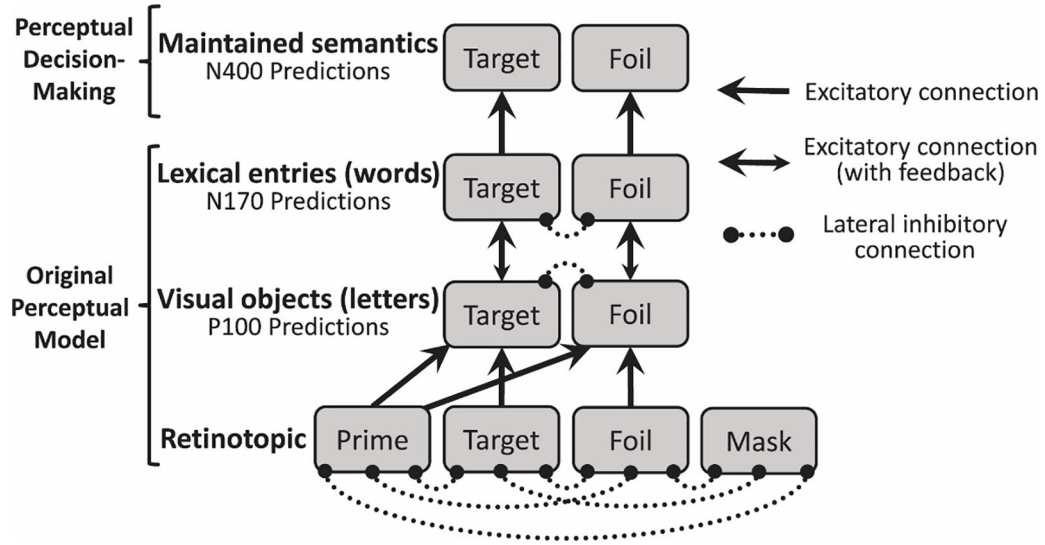 Perceptual
Decision-
Making
Maintained semantics
N400 Predictions
Target
Foil
Excitatory connection
Lexical entries (words)
N170 Predictions
Target
Foil
Excitatory connection
(with feedback)
Lateral inhibitory
connection
Original
Perceptual
Model
Visual objects (letters)
P100 Predictions
Target
Foil
Retinotopic
Prime
Target
Foil
Mask